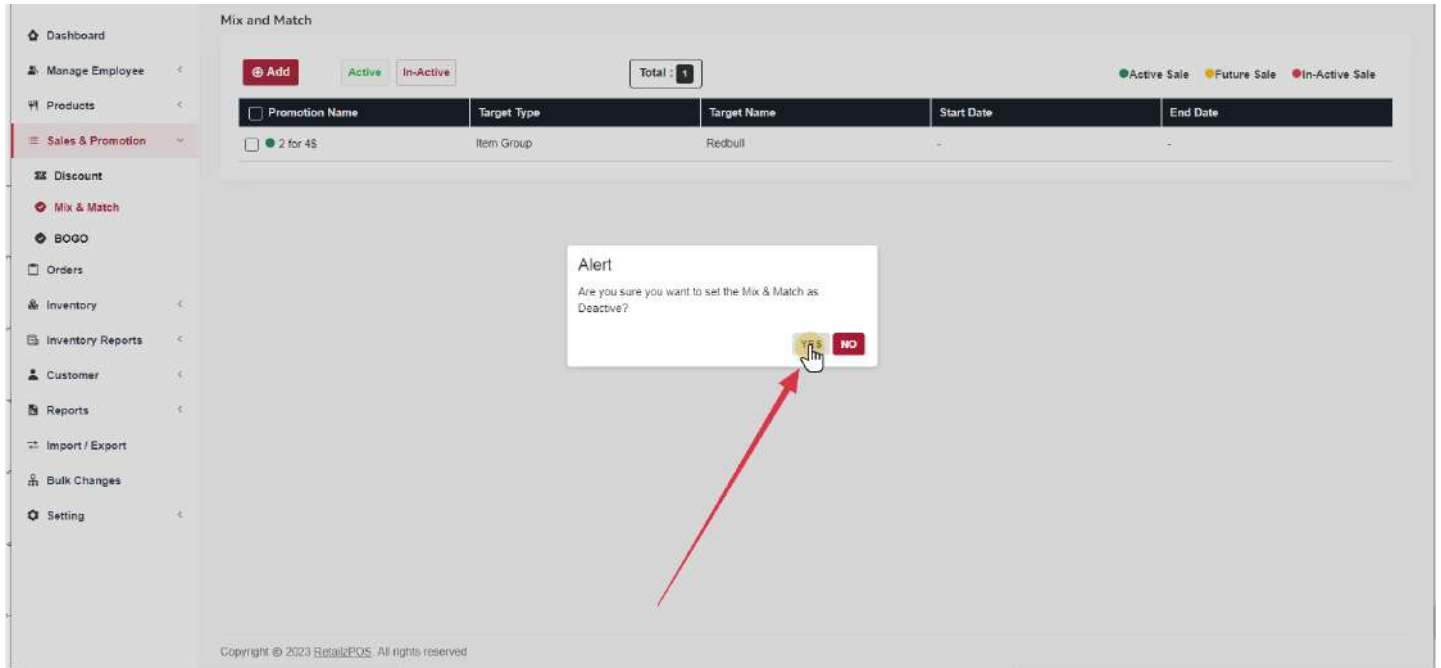 Mix and Match
Dashboard
Manage Employee
Products
Sales & Promotion
Discount
Mix & Match
BOGO
Orders
Inventory
Inventory Reports
Customer
Reports
Import / Export
Bulk Changes
Setting
Add Active In-Active Total : 1 Active Sale Future Sale In-Active Sale
Promotion Name Target Type Target Name Start Date End Date
2 for 4$ Item Group Redbull - -
Alert
Are you sure you want to set the Mix & Match as
Deactive?
YES NO
Copyright © 2023 RetailzPOS. All rights reserved